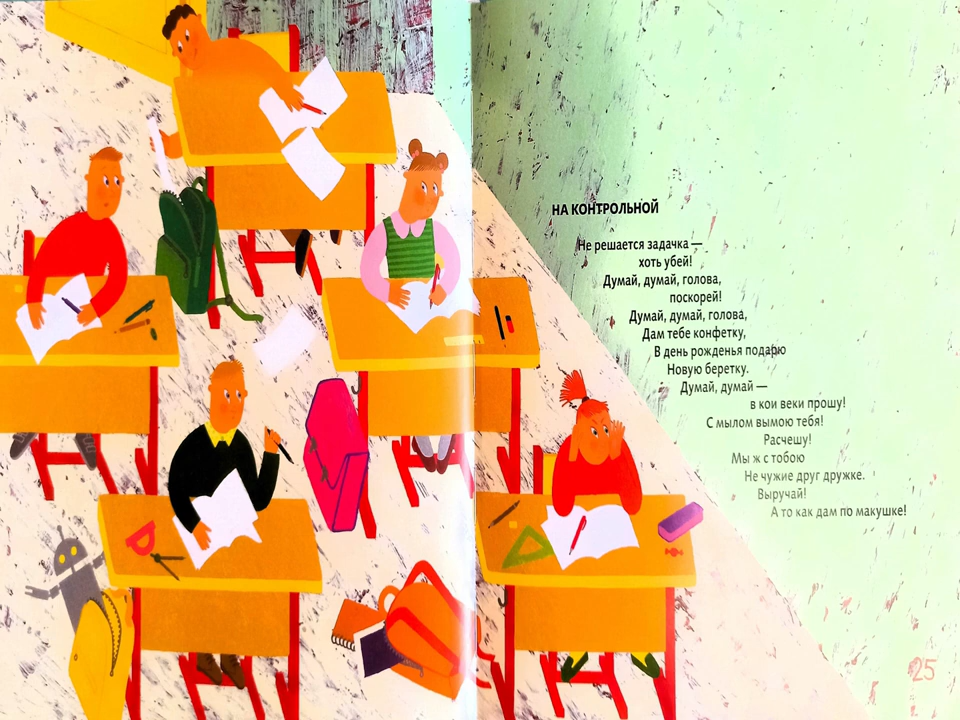 НА КОНТРОЛЬНОЙ
Не решается задачка —
хоть убей!
Думай, думай, голова,
поскорей!
Думай, думай, голова,
Дам тебе конфетку,
В день рожденья подарю
Новую беретку.
Думай, думай —
в кои веки прошу!
С мылом вымою тебя!
Расчешу!
Мы ж с тобою
Не чужие друг дружке.
Выручай!
А то как дам по макушке!
25